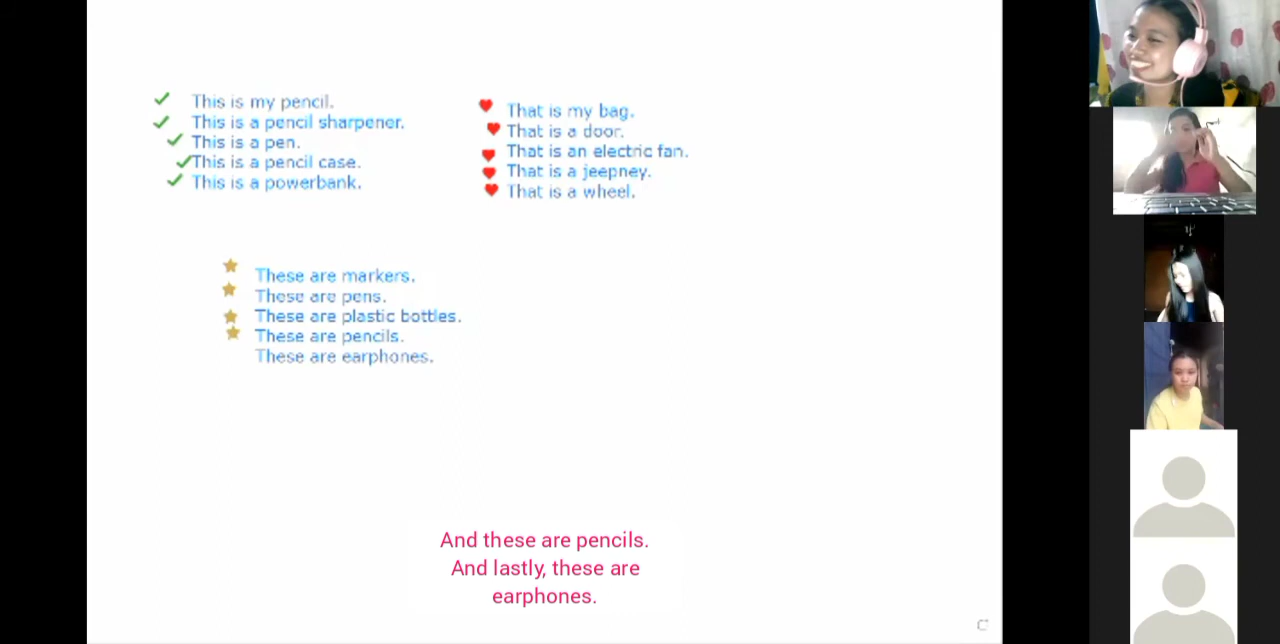 This is my pencil.
This is a pencil sharpener.
This is a pen.
This is a pencil case.
This is a powerbank.
That is my bag.
That is a door.
That is an electric fan.
That is a jeepney.
That is a wheel.
These are markers.
These are pens.
These are plastic bottles.
These are pencils.
These are earphones.
And these are pencils.
And lastly, these are
earphones.